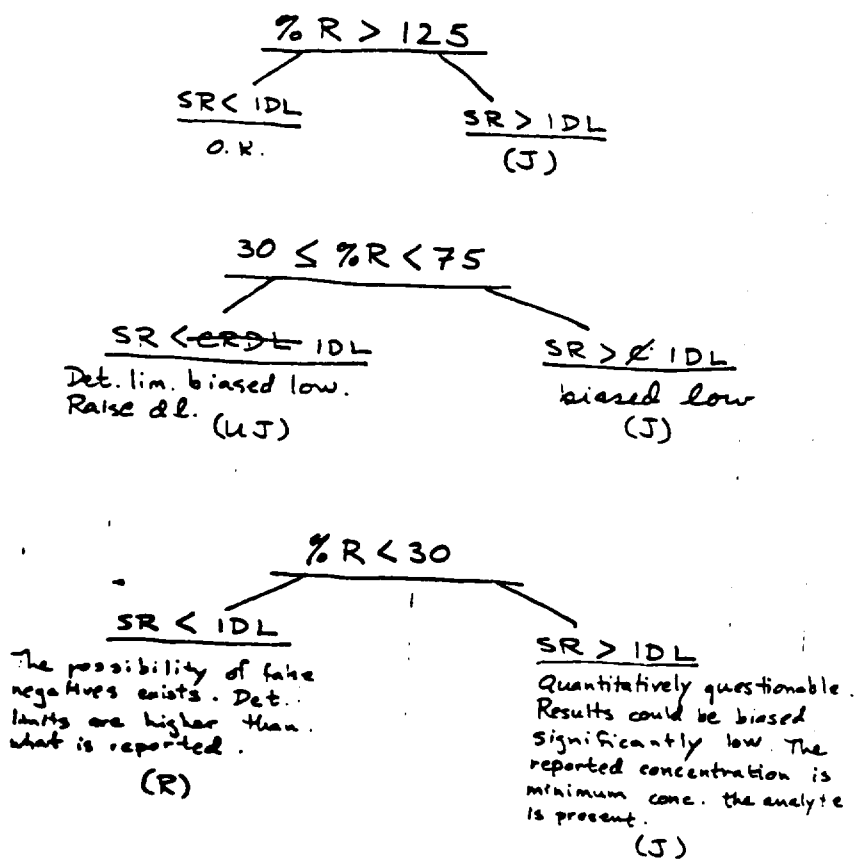 % R > 125
SR < IDL
O.K.
SR > IDL
(J)
30 ≤ % R < 75
SR < CRDL IDL
Det. lim. biased low.
Raise dl.
(UJ)
SR > C IDL
biased low
(J)
% R < 30
SR < IDL
The possibility of false
negatives exists. Det.
limits are higher than
what is reported.
(R)
SR > IDL
Quantitatively questionable.
Results could be biased
significantly low. The
reported concentration is
minimum conc. the analyte
is present.
(J)